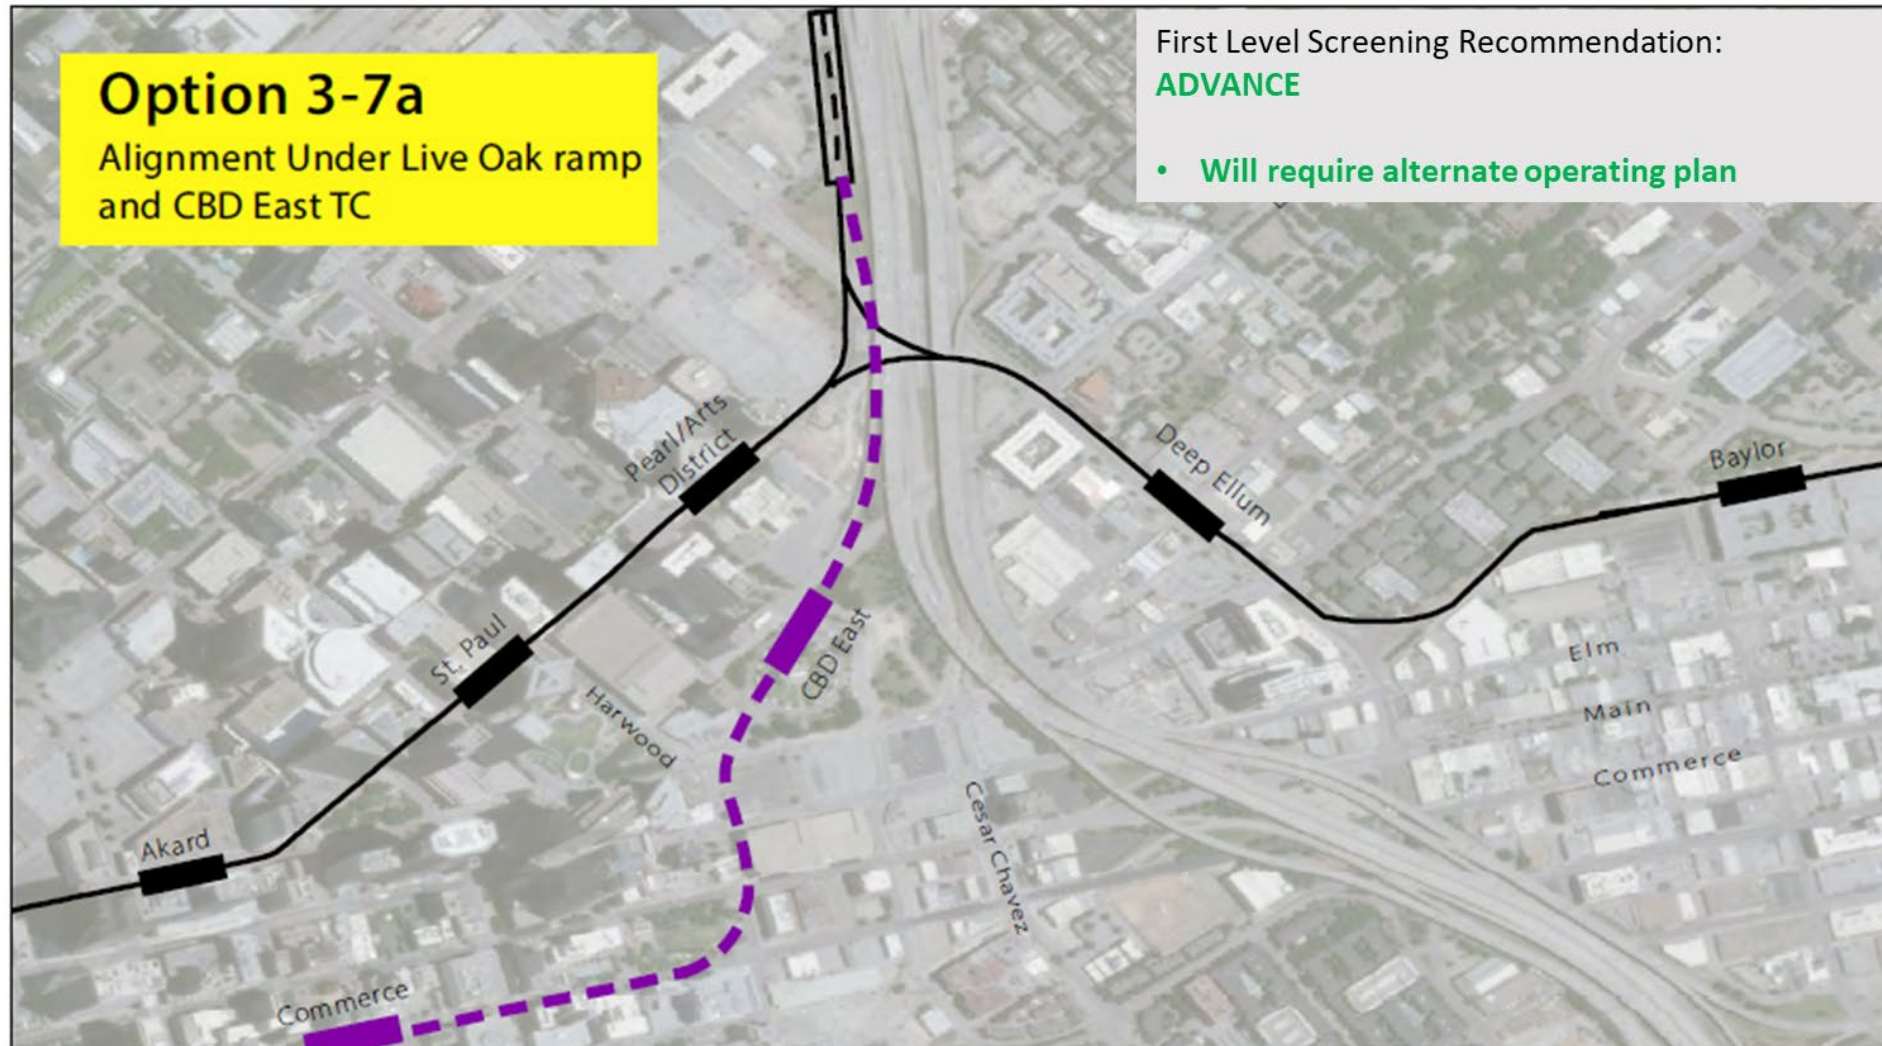 Option 3-7a
Alignment Under Live Oak ramp
and CBD East TC
First Level Screening Recommendation:
ADVANCE
• Will require alternate operating plan
Pearl/Arts
District
Deep Ellum
Baylor
St. Paul
CBD East
Harwood
Elm
Main
Commerce
Cesar Chavez
Akard
Commerce